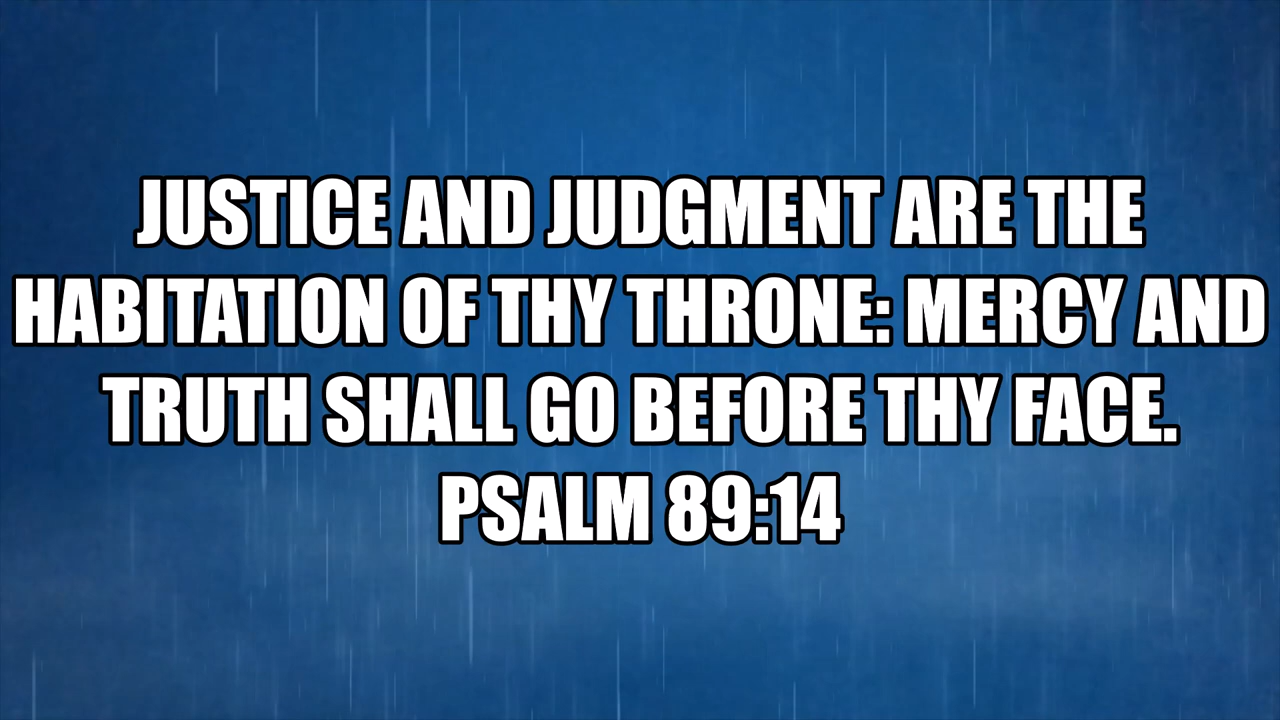 JUSTICE AND JUDGMENT ARE THE
HABITATION OF THY THRONE: MERCY AND
TRUTH SHALL GO BEFORE THY FACE.
PSALM 89:14